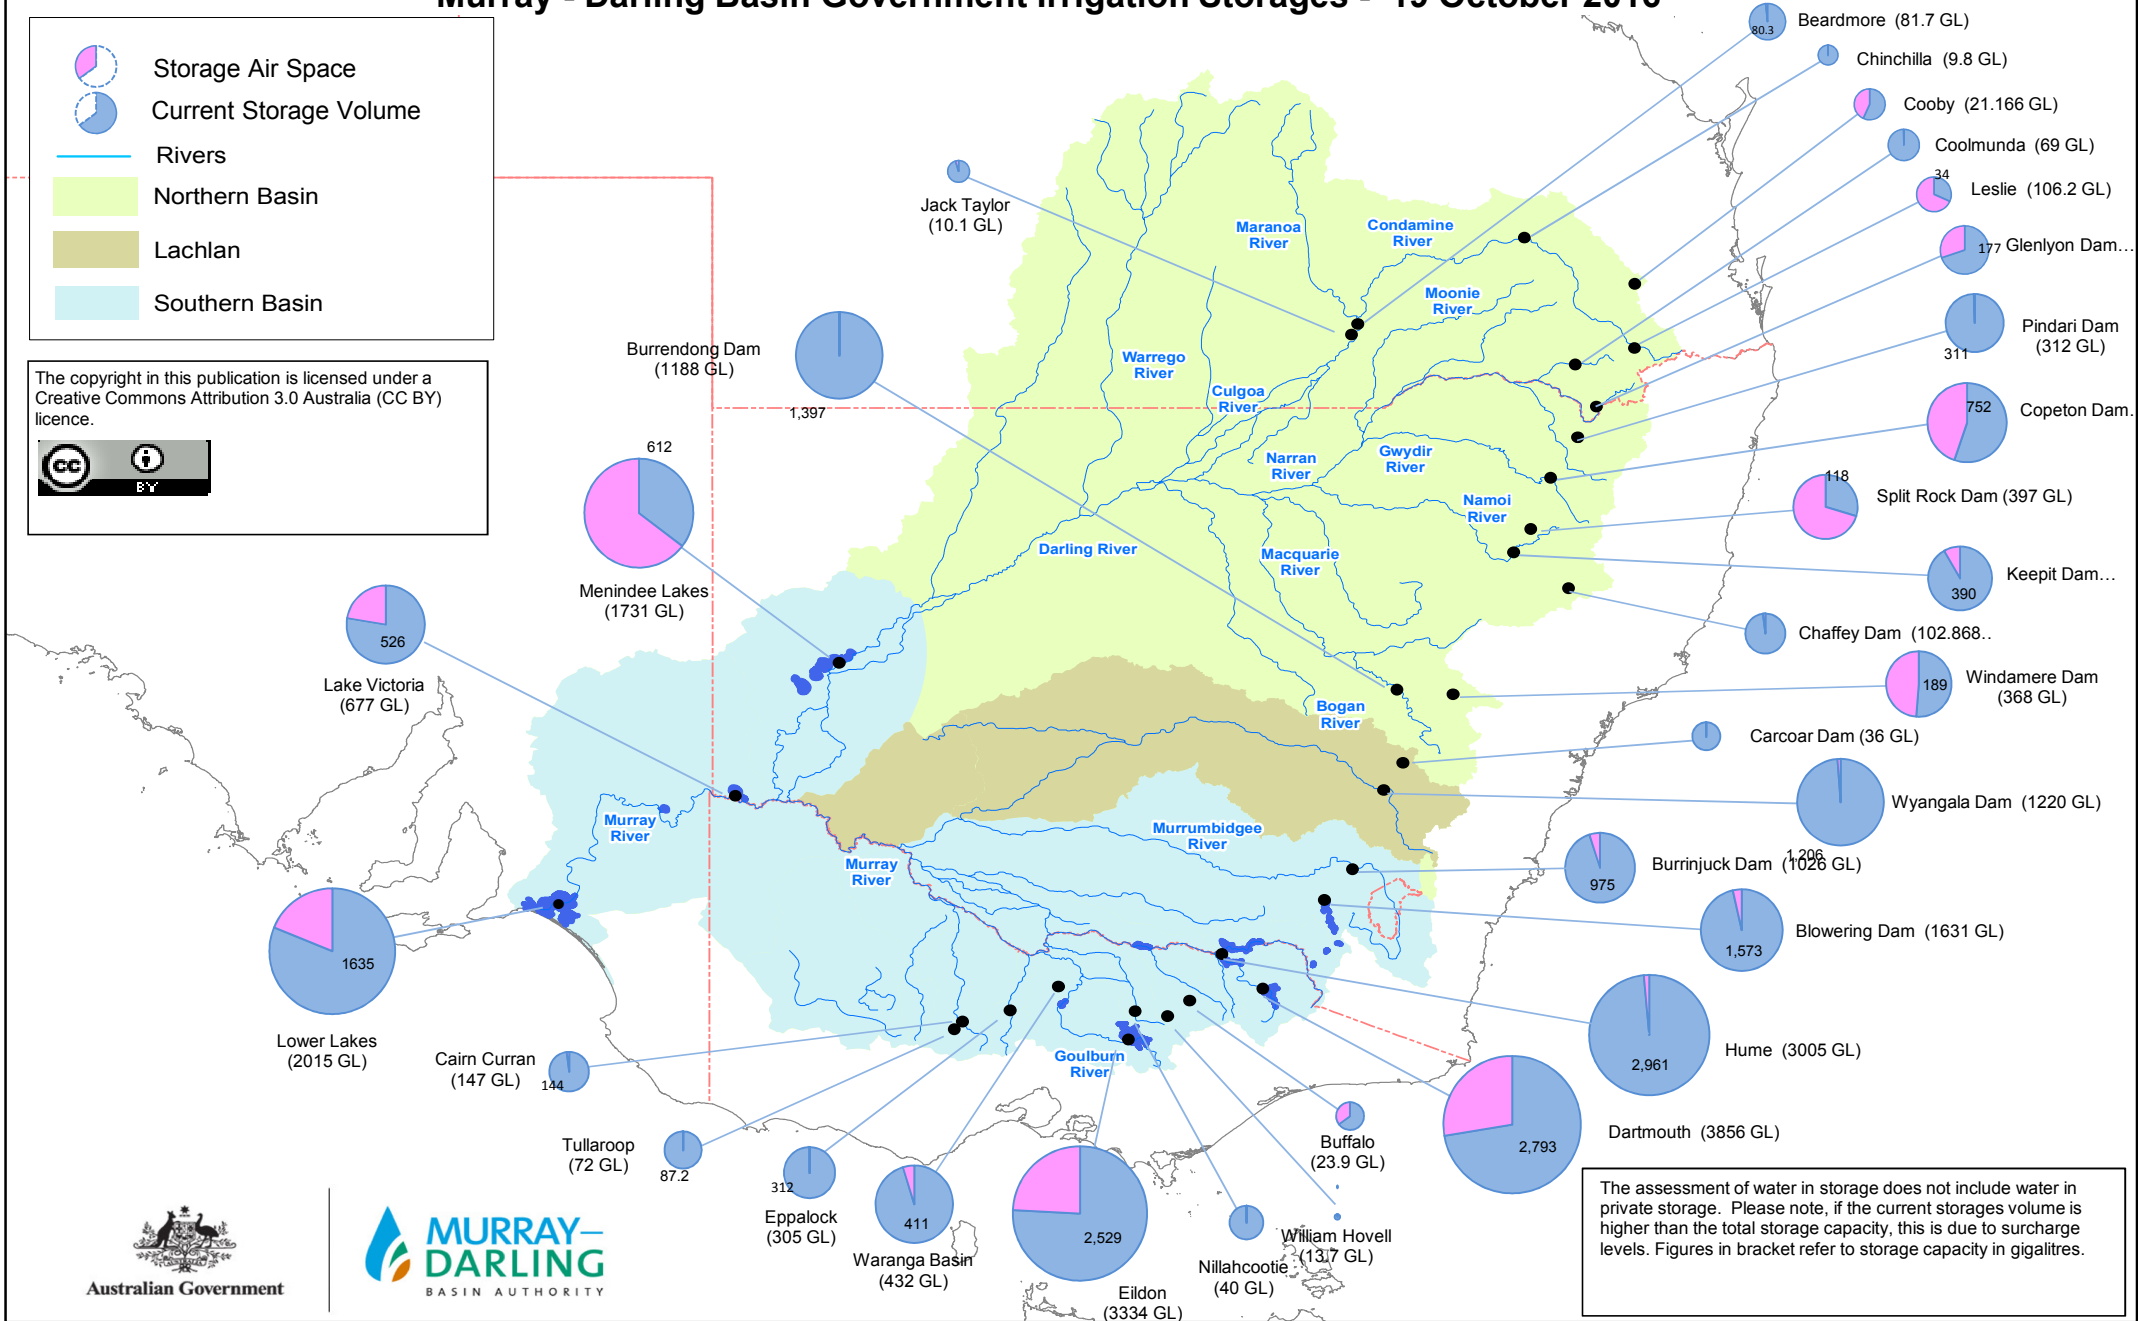 Murray - Darling Basin Government Irrigation Storages - 19 October 2016
Storage Air Space
Current Storage Volume
Rivers
Northern Basin
Lachlan
Southern Basin
The copyright in this publication is licensed under a
Creative Commons Attribution 3.0 Australia (CC BY)
licence.
cc
BY
Beardmore (81.7 GL)
80.3
Chinchilla (9.8 GL)
Cooby (21.166 GL)
Coolmunda (69 GL)
34
Leslie (106.2 GL)
177
Glenlyon Dam…
Pindari Dam
(312 GL)
311
Copeton Dam.
752
118
Split Rock Dam (397 GL)
Keepit Dam…
390
Chaffey Dam (102.868..
Windamere Dam
(368 GL)
189
Carcoar Dam (36 GL)
Wyangala Dam (1220 GL)
1,206
Burrinjuck Dam (1026 GL)
975
Blowering Dam (1631 GL)
1,573
Hume (3005 GL)
2,961
Dartmouth (3856 GL)
2,793
Jack Taylor
(10.1 GL)
Burrendong Dam
(1188 GL)
1,397
612
Menindee Lakes
(1731 GL)
526
Lake Victoria
(677 GL)
1635
Lower Lakes
(2015 GL)
Cairn Curran
(147 GL)
144
Tullaroop
(72 GL)
87.2
312
Eppalock
(305 GL)
411
Waranga Basin
(432 GL)
2,529
Eildon
(3334 GL)
Nillahcootie
(40 GL)
William Hovell
(13.7 GL)
Buffalo
(23.9 GL)
Maranoa
River
Condamine
River
Moonie
River
Warrego
River
Culgoa
River
Narran
River
Gwydir
River
Namoi
River
Darling River
Macquarie
River
Bogan
River
Murray
River
Murray
River
Murrumbidgee
River
Goulburn
River
Australian Government
MURRAY–
DARLING
BASIN AUTHORITY
The assessment of water in storage does not include water in
private storage. Please note, if the current storages volume is
higher than the total storage capacity, this is due to surcharge
levels. Figures in bracket refer to storage capacity in gigalitres.